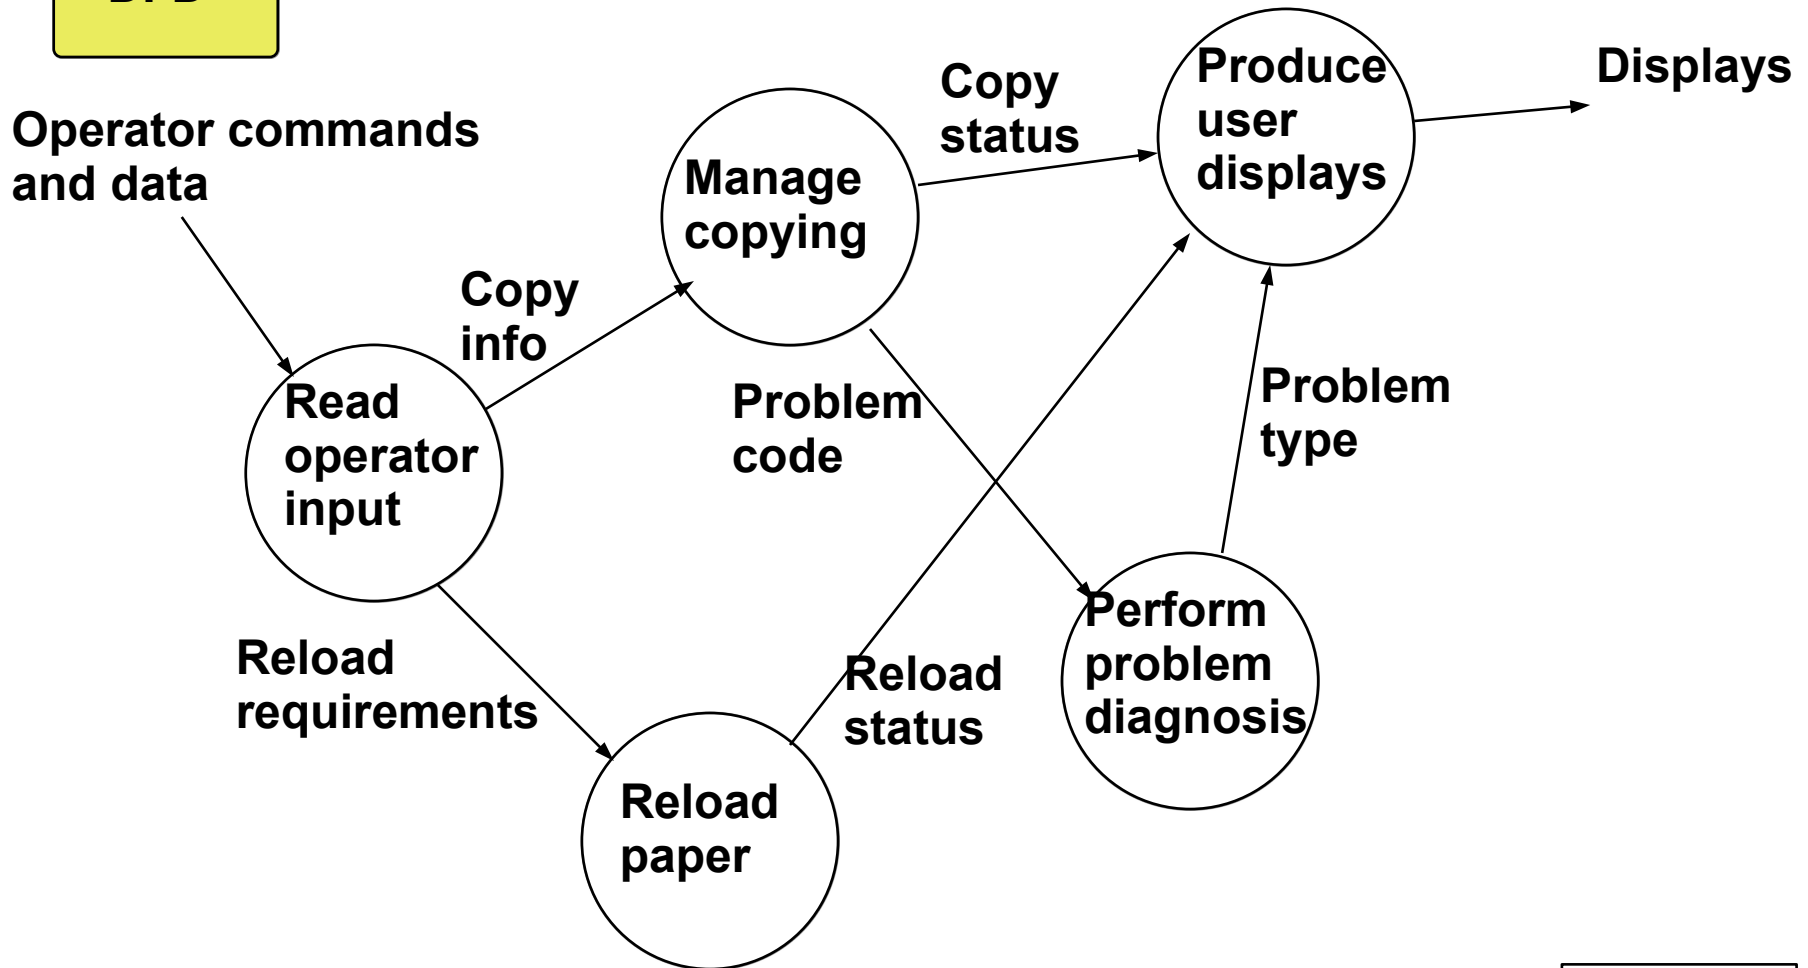 Operator commands
and data
Copy
status
Produce
user
displays
Displays
Manage
copying
Copy
info
Read
operator
input
Problem
code
Problem
type
Reload
requirements
Reload
status
Perform
problem
diagnosis
Reload
paper